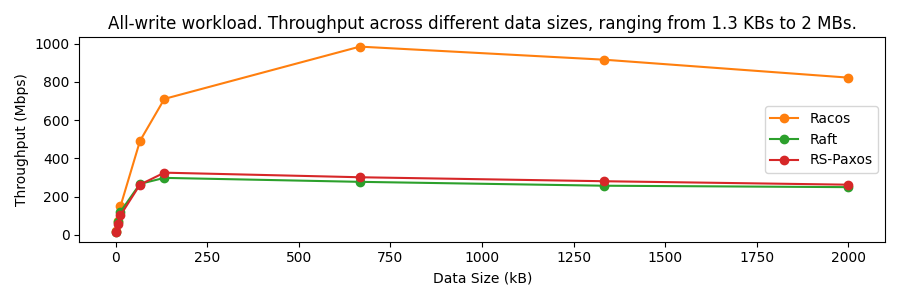 All-write workload. Throughput across different data sizes, ranging from 1.3 KBs to 2 MBs.
1000
800
600
400
200
0
Throughput (Mbps)
Racos
Raft
RS-Paxos
0 250 500 750 1000 1250 1500 1750 2000
Data Size (kB)